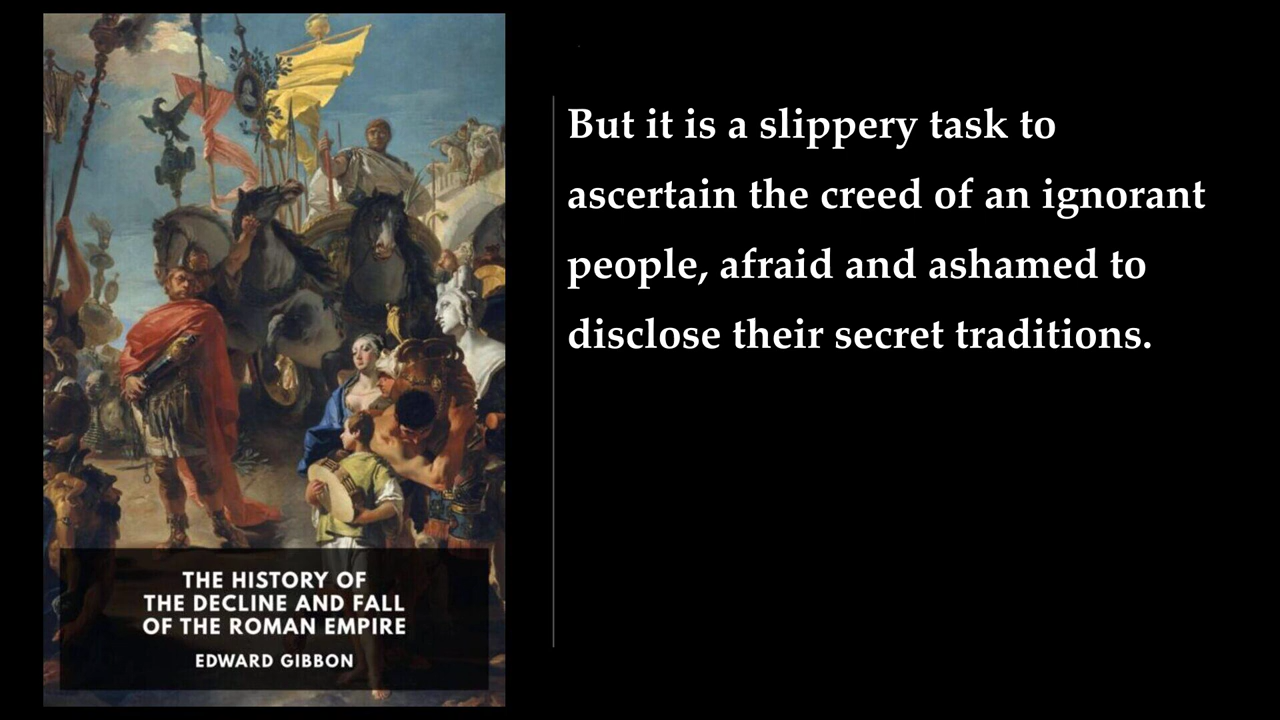 But it is a slippery task to
ascertain the creed of an ignorant
people, afraid and ashamed to
disclose their secret traditions.
THE HISTORY OF
THE DECLINE AND FALL
OF THE ROMAN EMPIRE
EDWARD GIBBON